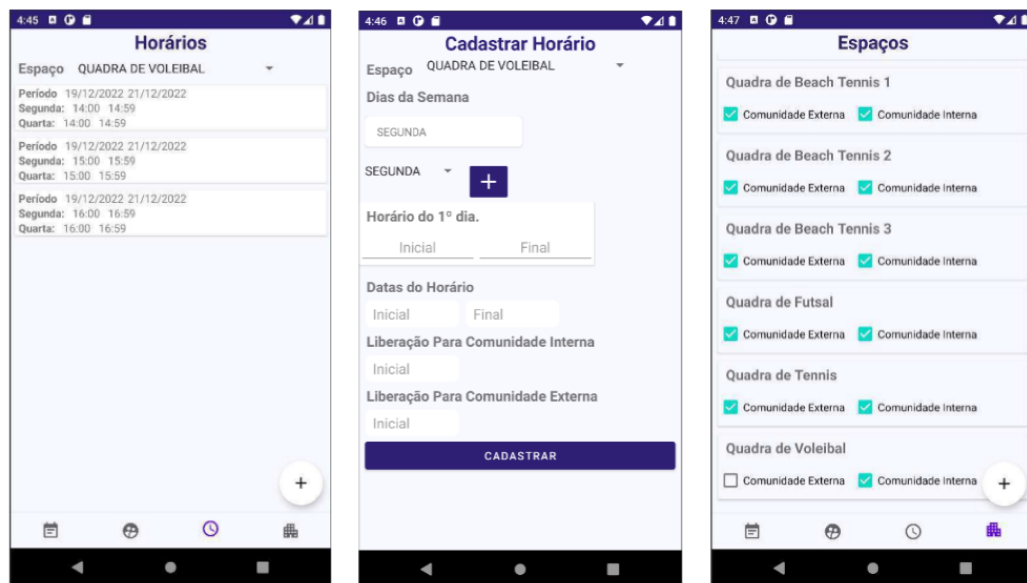 4:45
Horários
Espaço QUADRA DE VOLEIBAL
Período 19/12/2022 21/12/2022
Segunda: 14:00 14:59
Quarta: 14:00 14:59
Período 19/12/2022 21/12/2022
Segunda: 15:00 15:59
Quarta: 15:00 15:59
Período 19/12/2022 21/12/2022
Segunda: 16:00 16:59
Quarta: 16:00 16:59
+
4:46
Cadastrar Horário
Espaço QUADRA DE VOLEIBAL
Dias da Semana
SEGUNDA
SEGUNDA +
Horário do 1º dia.
Inicial Final
Datas do Horário
Inicial Final
Liberação Para Comunidade Interna
Inicial
Liberação Para Comunidade Externa
Inicial
CADASTRAR
4:47
Espaços
Quadra de Beach Tennis 1
Comunidade Externa Comunidade Interna
Quadra de Beach Tennis 2
Comunidade Externa Comunidade Interna
Quadra de Beach Tennis 3
Comunidade Externa Comunidade Interna
Quadra de Futsal
Comunidade Externa Comunidade Interna
Quadra de Tennis
Comunidade Externa Comunidade Interna
Quadra de Voleibal
Comunidade Externa Comunidade Interna +